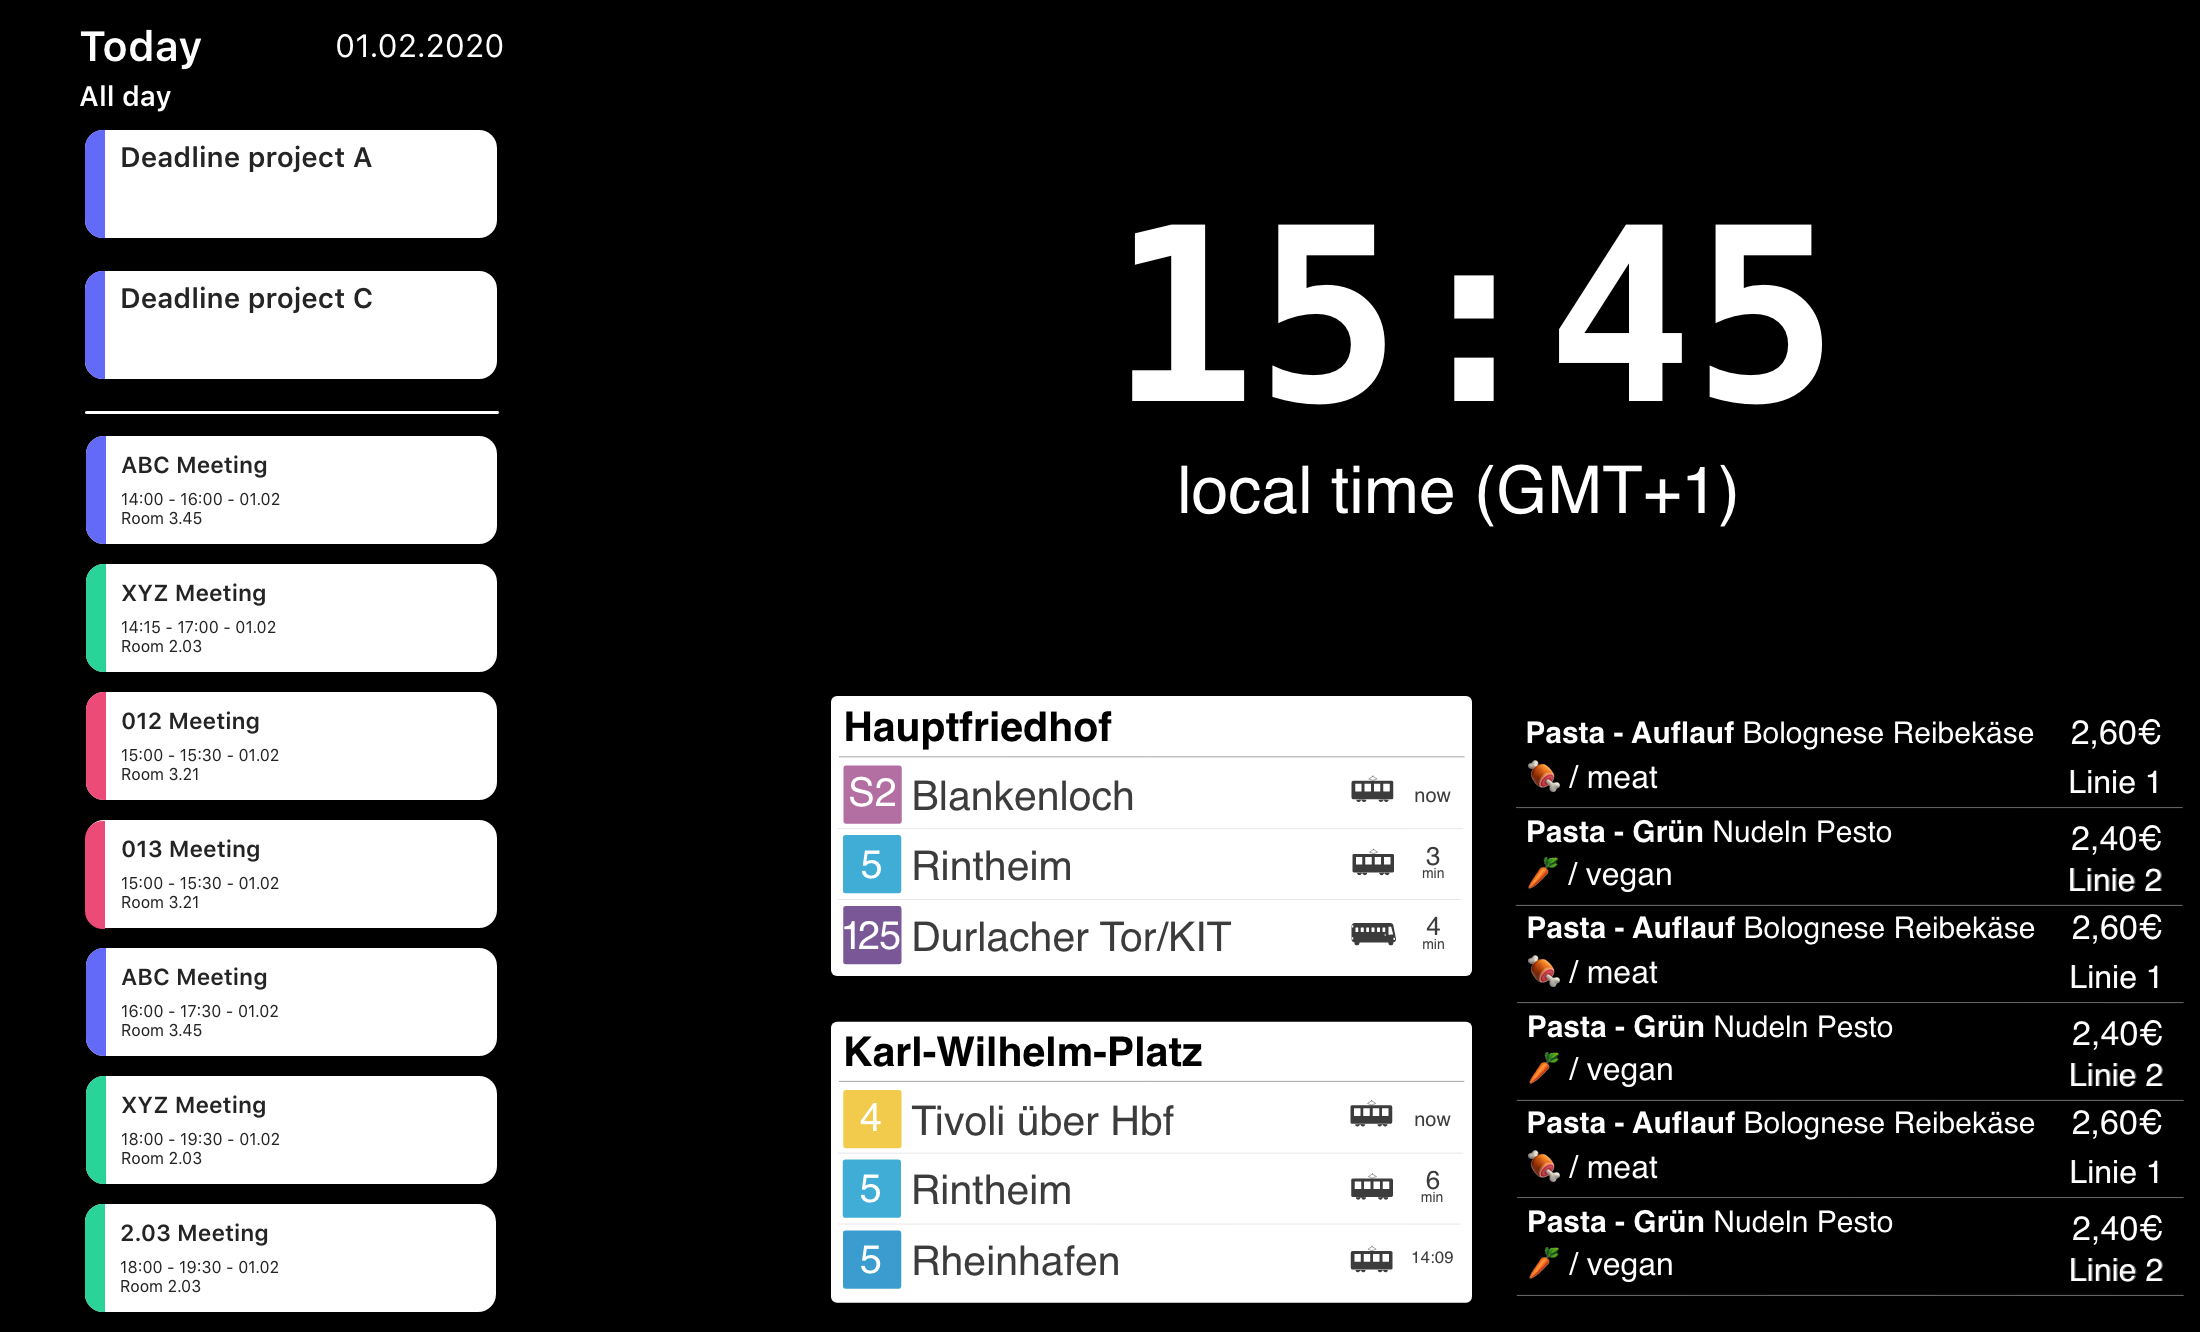 Today 01.02.2020
All day
Deadline project A
Deadline project C
ABC Meeting
14:00 - 16:00 - 01.02
Room 3.45
XYZ Meeting
14:15 - 17:00 - 01.02
Room 2.03
012 Meeting
15:00 - 15:30 - 01.02
Room 3.21
013 Meeting
15:00 - 15:30 - 01.02
Room 3.21
ABC Meeting
16:00 - 17:30 - 01.02
Room 3.45
XYZ Meeting
18:00 - 19:30 - 01.02
Room 2.03
2.03 Meeting
18:00 - 19:30 - 01.02
Room 2.03
15:45
local time (GMT+1)
Hauptfriedhof
S2 Blankenloch now
5 Rintheim 3 min
125 Durlacher Tor/KIT 4 min
Karl-Wilhelm-Platz
4 Tivoli über Hbf now
5 Rintheim 6 min
5 Rheinhafen 14:09
Pasta - Auflauf Bolognese Reibekäse 2,60€
🍖 / meat Linie 1
Pasta - Grün Nudeln Pesto 2,40€
🥕 / vegan Linie 2
Pasta - Auflauf Bolognese Reibekäse 2,60€
🍖 / meat Linie 1
Pasta - Grün Nudeln Pesto 2,40€
🥕 / vegan Linie 2
Pasta - Auflauf Bolognese Reibekäse 2,60€
🍖 / meat Linie 1
Pasta - Grün Nudeln Pesto 2,40€
🥕 / vegan Linie 2